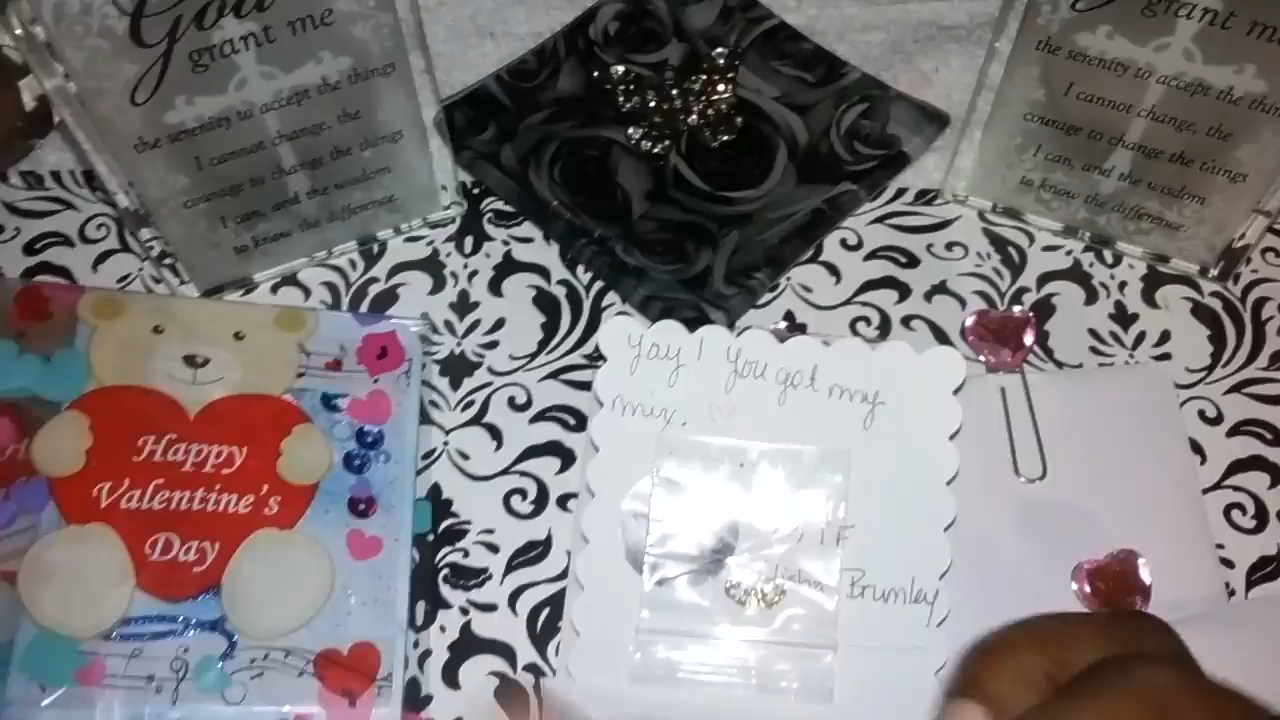 God
grant me
the serenity to accept the things
I cannot change, the
courage to change the things
I can, and the wisdom
to know the difference.
grant me
the serenity to accept the things
I cannot change, the
courage to change the things
I can, and the wisdom
to know the difference.
Happy
Valentine's
Day
Yay! You got my
mix.
Brumley